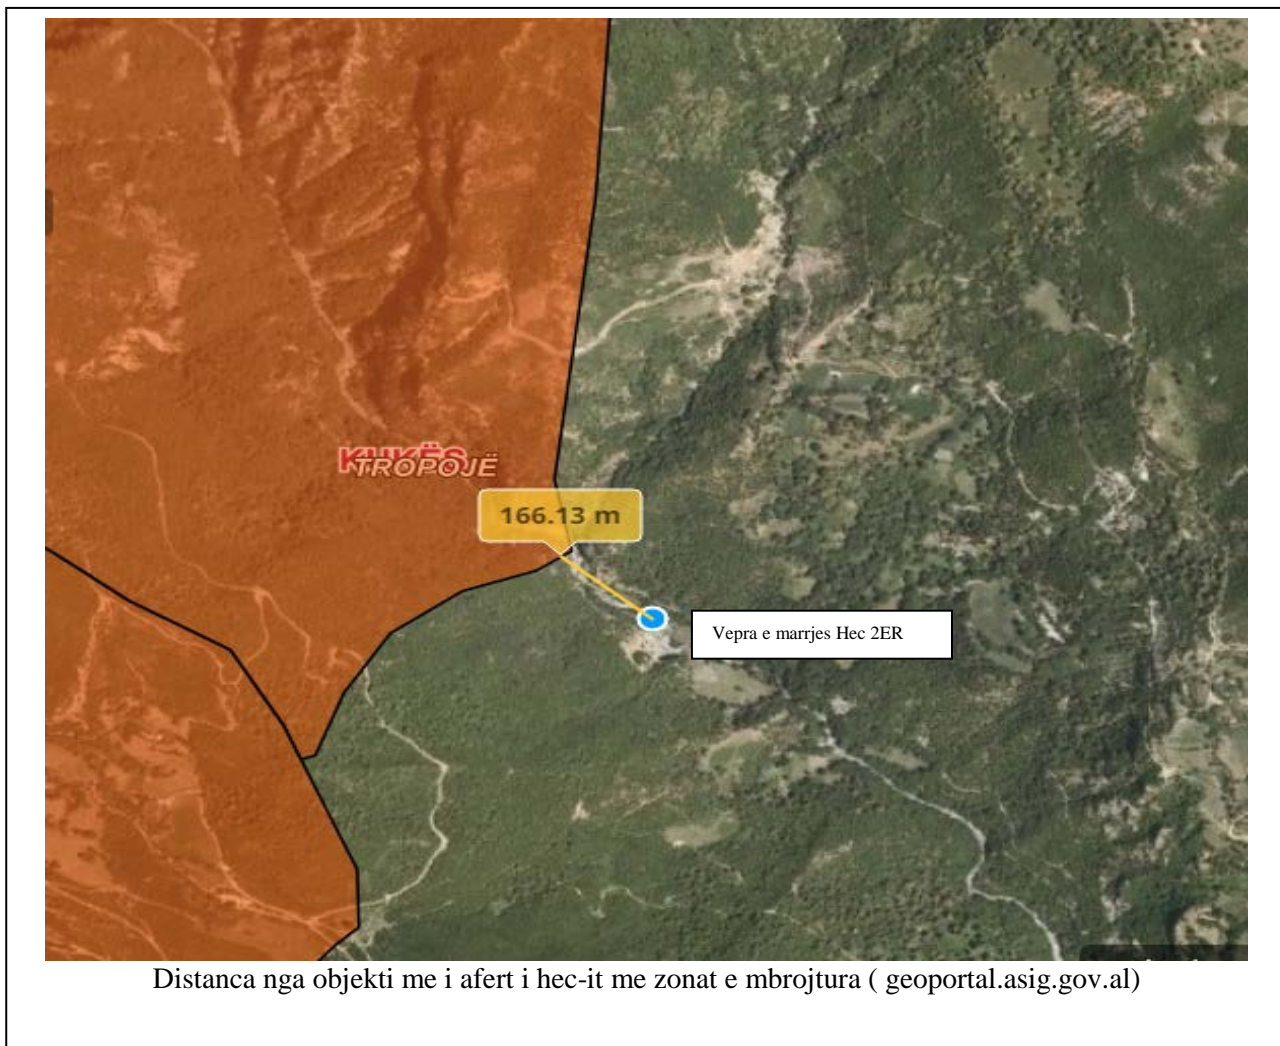 KUKËS
TROPOJË
166.13 m
Vepra e marrjes Hec 2ER
Distanca nga objekti me i afert i hec-it me zonat e mbrojtura ( geoportal.asig.gov.al)